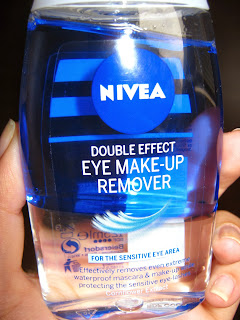 NIVEA
DOUBLE EFFECT
EYE MAKE-UP
REMOVER
FOR THE SENSITIVE EYE AREA
Effectively removes even extreme
waterproof mascara & make-up
protecting the sensitive eye